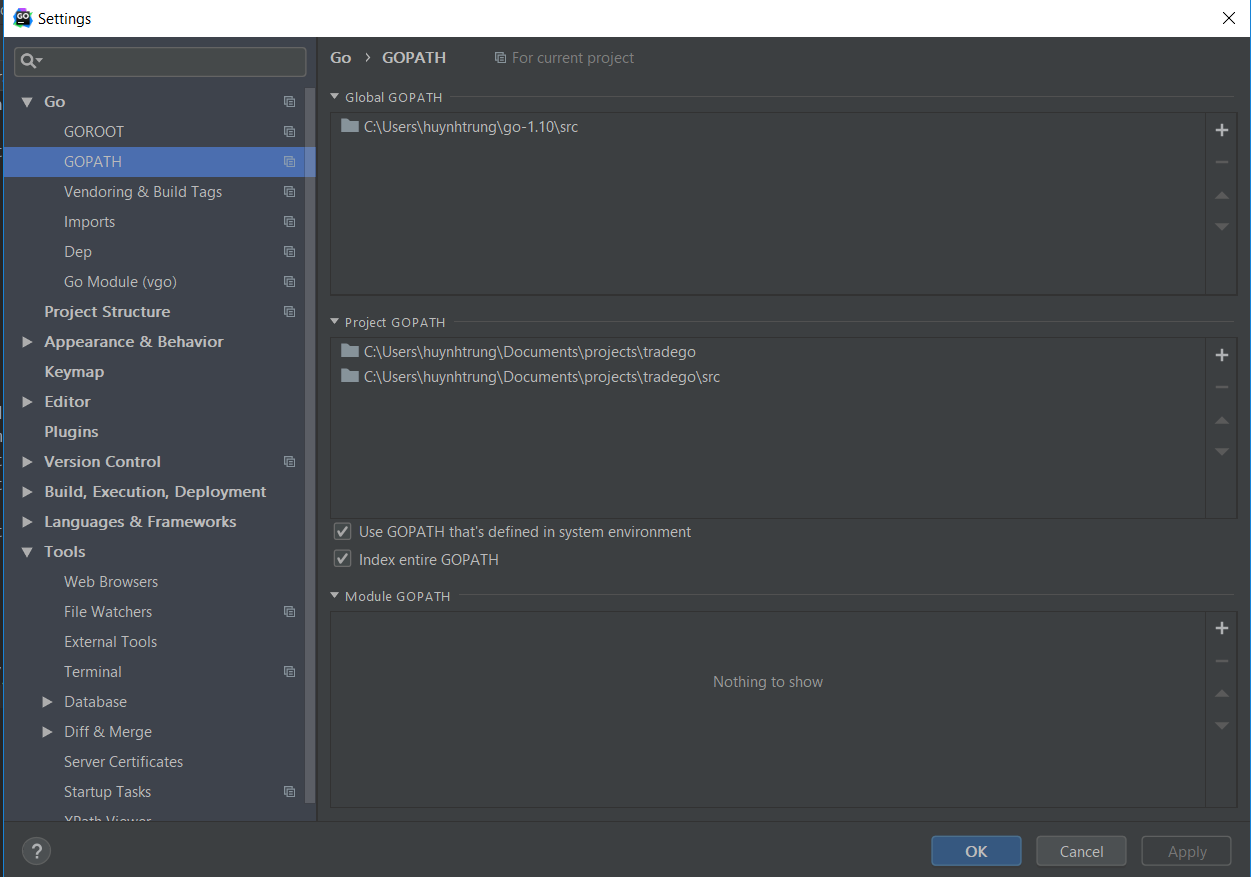 Settings
Go › GOPATH For current project
Go
GOROOT
GOPATH
Vendoring & Build Tags
Imports
Dep
Go Module (vgo)
Project Structure
Appearance & Behavior
Keymap
Editor
Plugins
Version Control
Build, Execution, Deployment
Languages & Frameworks
Tools
Web Browsers
File Watchers
External Tools
Terminal
Database
Diff & Merge
Server Certificates
Startup Tasks
XPath Viewer
Global GOPATH
C:\Users\huynhtrung\go-1.10\src
Project GOPATH
C:\Users\huynhtrung\Documents\projects\tradego
C:\Users\huynhtrung\Documents\projects\tradego\src
Use GOPATH that's defined in system environment
Index entire GOPATH
Module GOPATH
Nothing to show
?
OK Cancel Apply